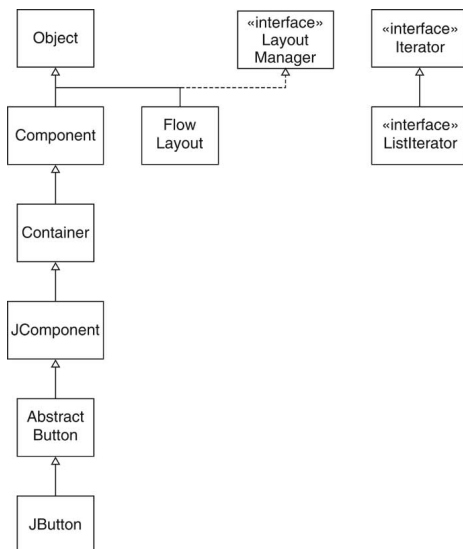 Object
«interface»
Layout
Manager
«interface»
Iterator
Component
Flow
Layout
«interface»
ListIterator
Container
JComponent
Abstract
Button
JButton